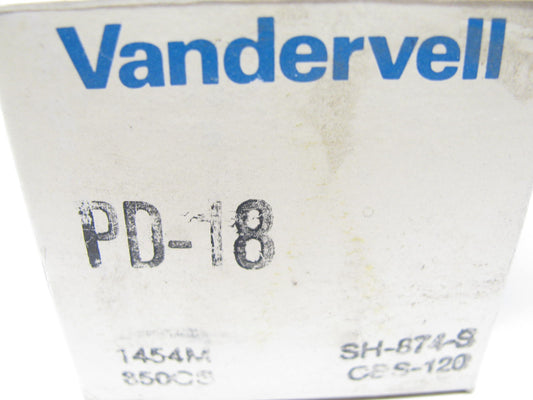 Vandervell
PD-18
1454M SH-874-S
850CS CBS-120